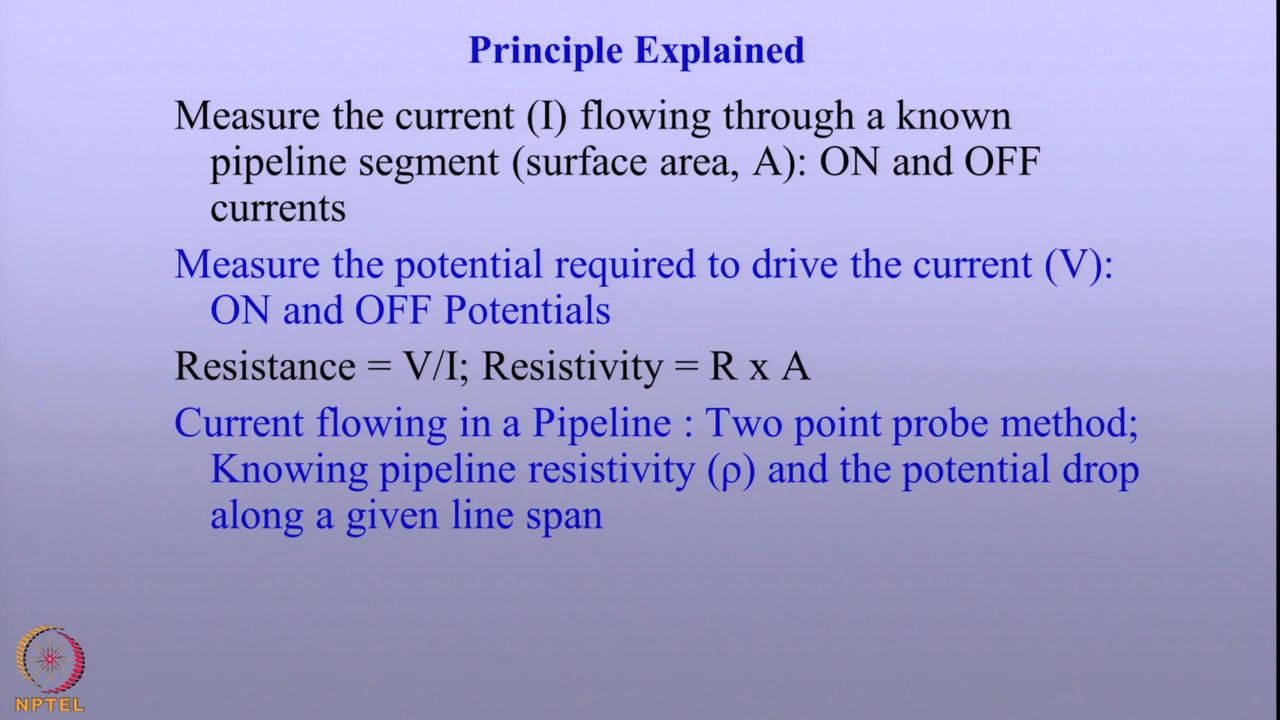 Principle Explained
Measure the current (I) flowing through a known
pipeline segment (surface area, A): ON and OFF
currents
Measure the potential required to drive the current (V):
ON and OFF Potentials
Resistance = V/I; Resistivity = R x A
Current flowing in a Pipeline : Two point probe method;
Knowing pipeline resistivity (ρ) and the potential drop
along a given line span
NPTEL